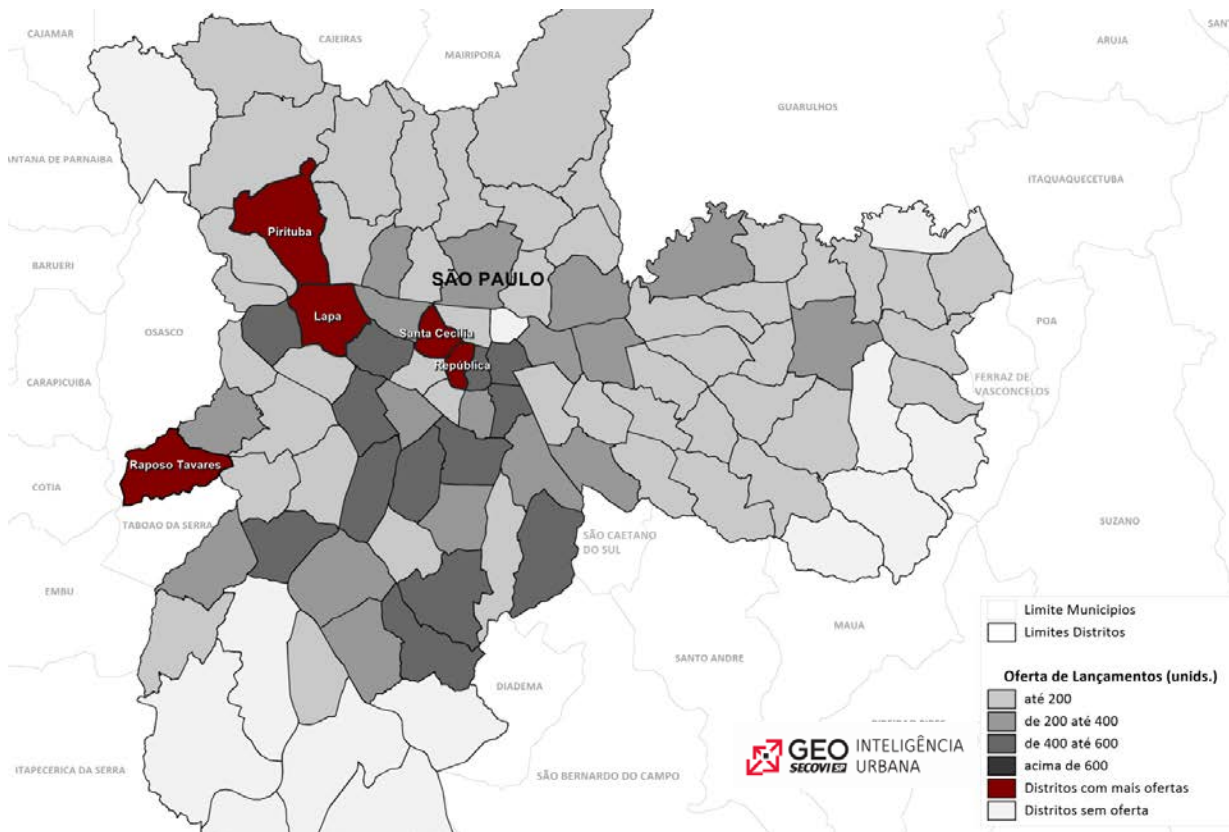 CAJAMAR
CAIEIRAS
MAIRIPORA
ARUJA
GUARULHOS
ANTANA DE PARNAIBA
ITAQUAQUECETUBA
Pirituba
BARUERI
SÃO PAULO
OSASCO
Lapa
Santa Cecília
POA
República
CARAPICUIBA
FERRAZ DE
VASCONCELOS
Raposo Tavares
COTIA
TABOAO DA SERRA
SUZANO
SÃO CAETANO
DO SUL
EMBU
MAUA
SANTO ANDRE
DIADEMA
ITAPECERICA DA SERRA
SÃO BERNARDO DO CAMPO
GEO INTELIGÊNCIA
SECOVI SP URBANA
Limite Municipios
Limites Distritos
Oferta de Lançamentos (unids.)
até 200
de 200 até 400
de 400 até 600
acima de 600
Distritos com mais ofertas
Distritos sem oferta